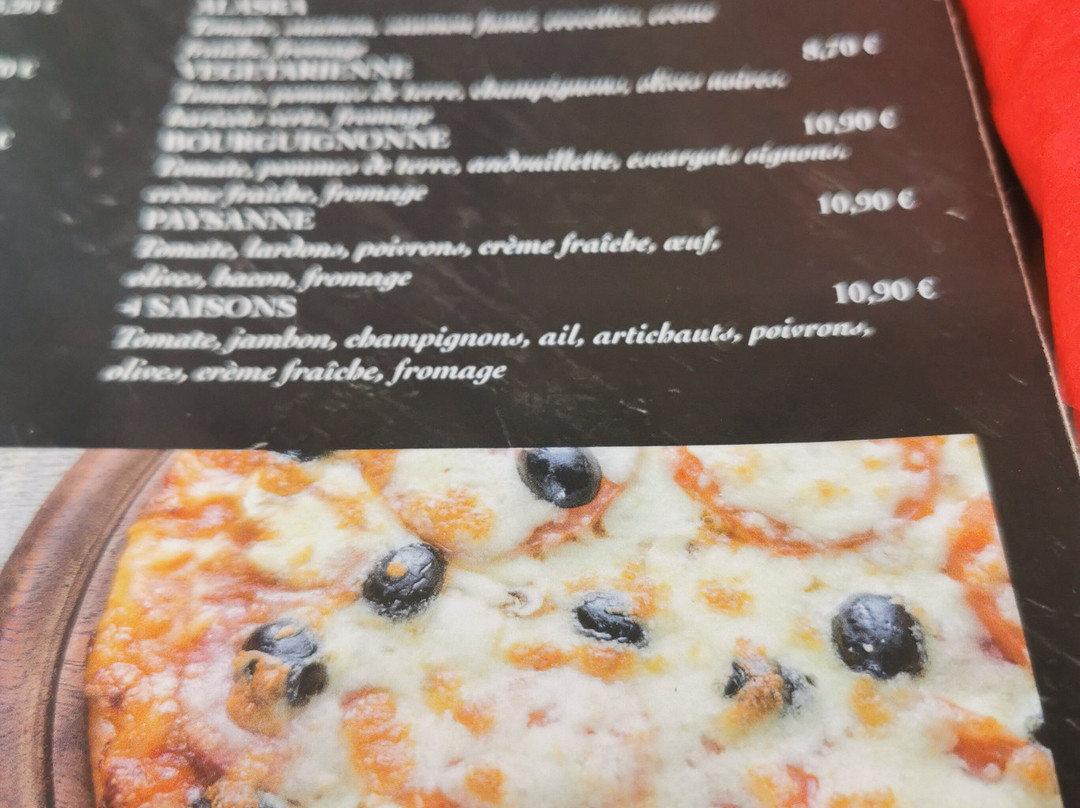 ALASKA
Tomate, saumon fumé, crevettes, crème
fraîche, fromage
VÉGÉTARIENNE 8,70 €
Tomate, pommes de terre, champignons, olives noires,
haricots verts, fromage
BOURGUIGNONNE 10,90 €
Tomate, pommes de terre, andouillette, escargots oignons,
crème fraîche, fromage
PAYSANNE 10,90 €
Tomate, lardons, poivrons, crème fraîche, œuf,
olives, bacon, fromage
4 SAISONS 10,90 €
Tomate, jambon, champignons, ail, artichauts, poivrons,
olives, crème fraîche, fromage